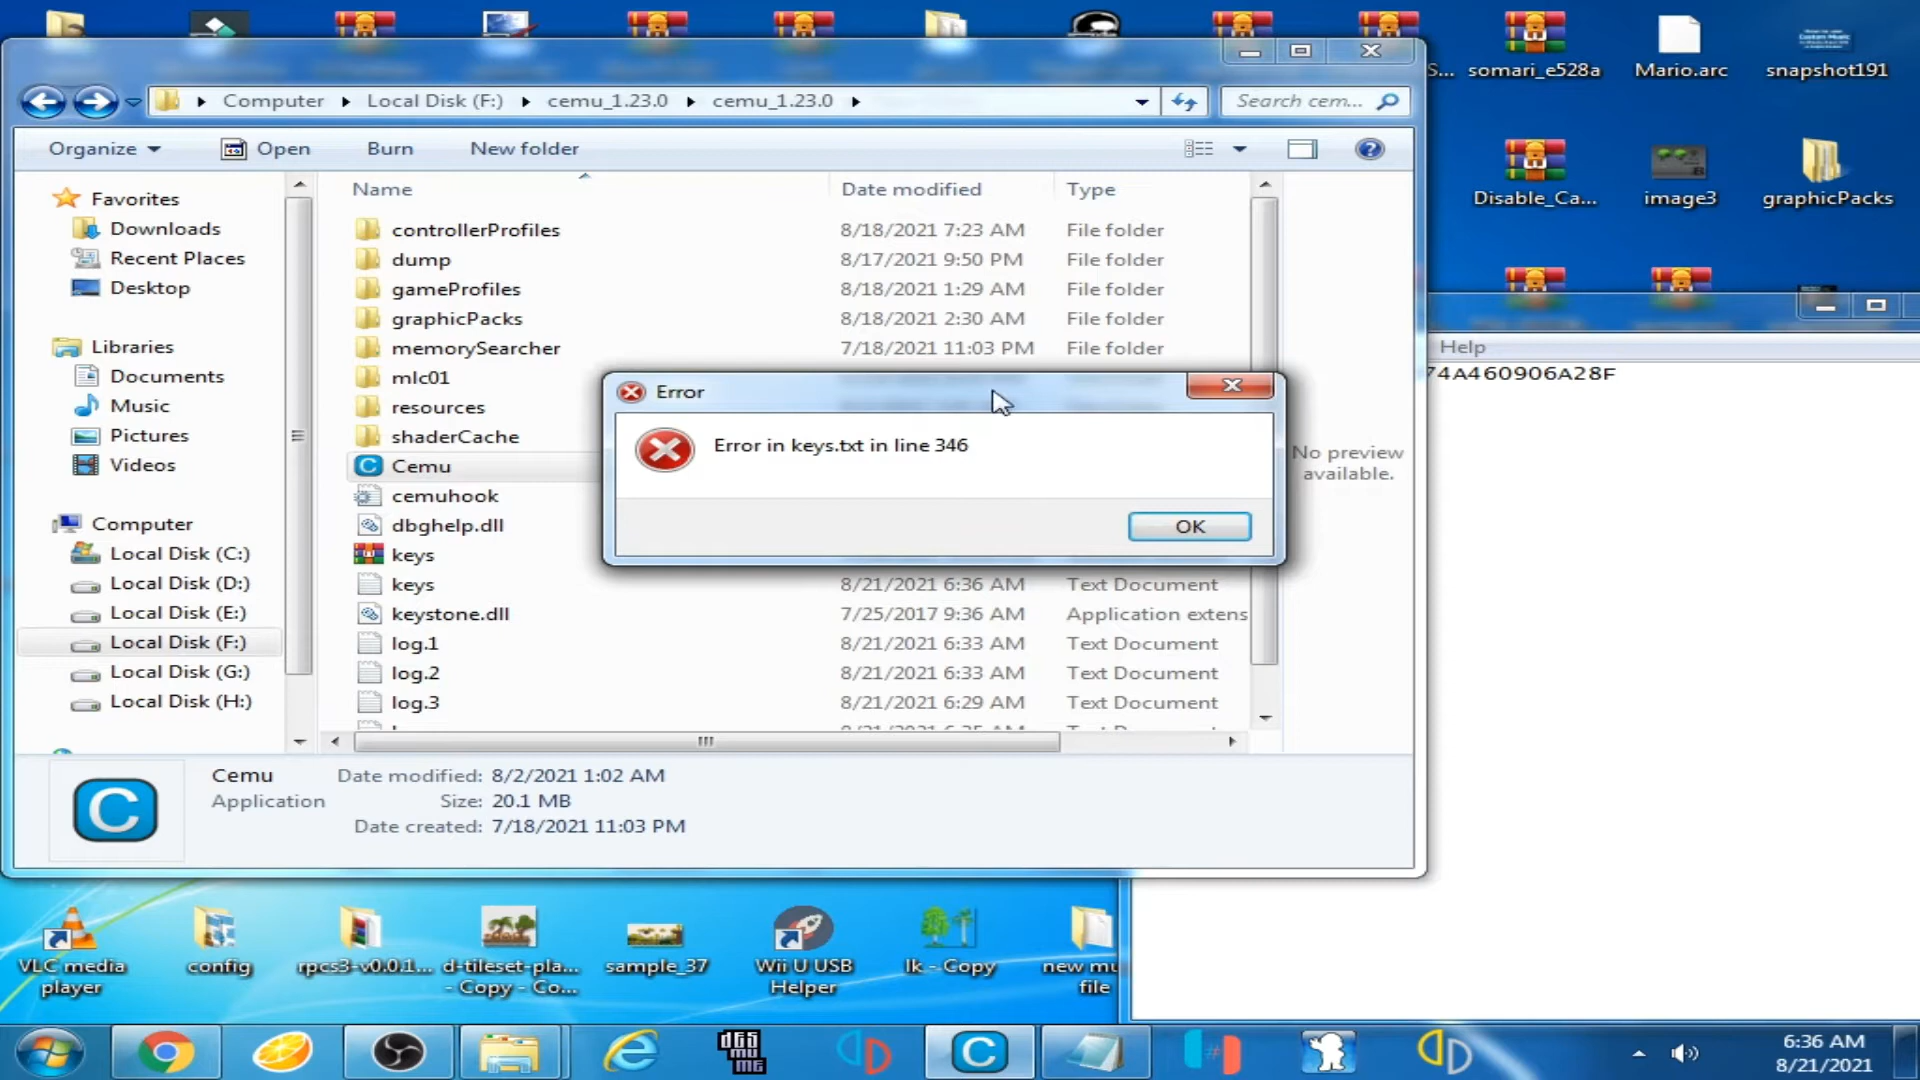 S...
somari_e528a
Mario.arc
snapshot191
Computer
Local Disk (F:)
cemu_1.23.0
cemu_1.23.0
Search cem...
Organize
Open
Burn
New folder
Disable_Ca...
image3
graphicPacks
Favorites
Downloads
Recent Places
Desktop
Libraries
Documents
Music
Pictures
Videos
Computer
Local Disk (C:)
Local Disk (D:)
Local Disk (E:)
Local Disk (F:)
Local Disk (G:)
Local Disk (H:)
Name Date modified Type
controllerProfiles 8/18/2021 7:23 AM File folder
dump 8/17/2021 9:50 PM File folder
gameProfiles 8/18/2021 1:29 AM File folder
graphicPacks 8/18/2021 2:30 AM File folder
memorySearcher 7/18/2021 11:03 PM File folder
mlc01
resources
shaderCache
Cemu
cemuhook
dbghelp.dll
keys
keys 8/21/2021 6:36 AM Text Document
keystone.dll 7/25/2017 9:36 AM Application extens
log.1 8/21/2021 6:33 AM Text Document
log.2 8/21/2021 6:33 AM Text Document
log.3 8/21/2021 6:29 AM Text Document
Error
Error in keys.txt in line 346
OK
No preview
available.
Help
74A460906A28F
Cemu Date modified: 8/2/2021 1:02 AM
Application Size: 20.1 MB
Date created: 7/18/2021 11:03 PM
VLC media
player
config
rpcs3-v0.0.1...
d-tileset-pla...
- Copy - Co...
sample_37
Wii U USB
Helper
lk - Copy
new mu
file
6:36 AM
8/21/2021